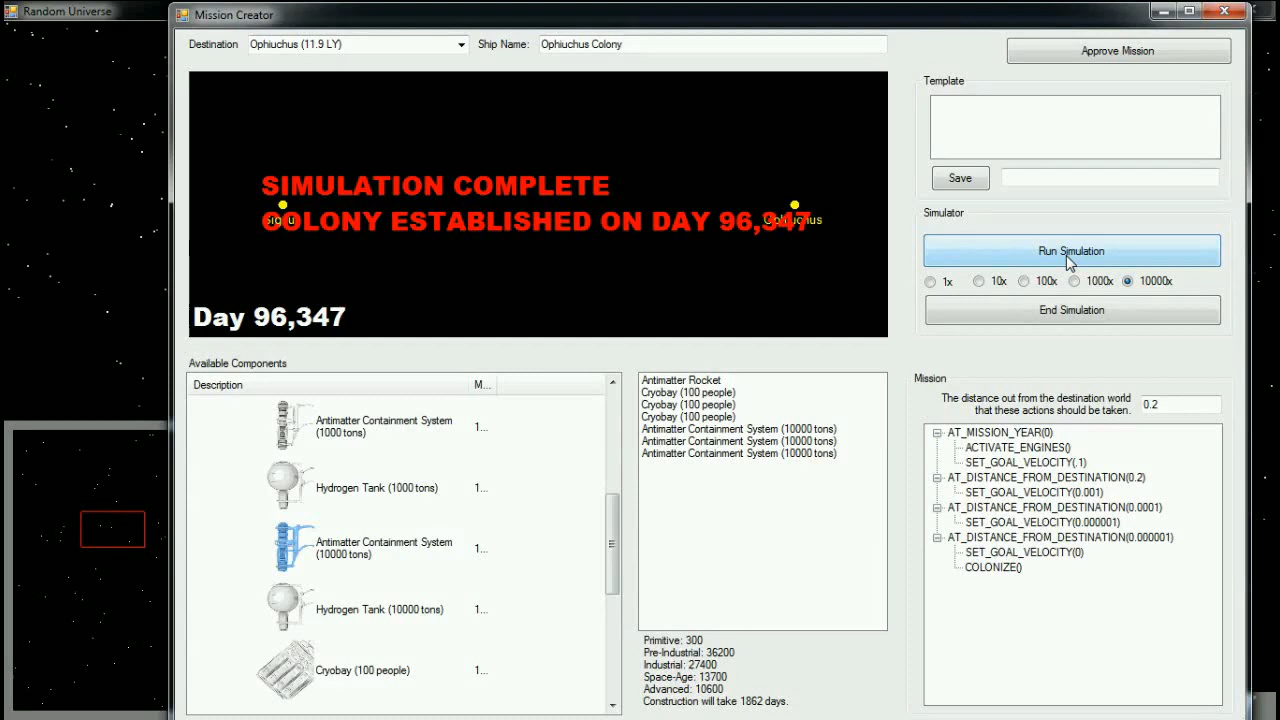 Random Universe
Mission Creator
Destination Ophiuchus (11.9 LY) Ship Name: Ophiuchus Colony
Approve Mission
SIMULATION COMPLETE
COLONY ESTABLISHED ON DAY 96,347
Ophiuchus
Day 96,347
Template
Save
Simulator
Run Simulation
1x 10x 100x 1000x 10000x
End Simulation
Available Components
Description M...
Antimatter Containment System
(1000 tons) 1...
Hydrogen Tank (1000 tons) 1...
Antimatter Containment System
(10000 tons) 1...
Hydrogen Tank (10000 tons) 1...
Cryobay (100 people) 1...
Antimatter Rocket
Cryobay (100 people)
Cryobay (100 people)
Cryobay (100 people)
Antimatter Containment System (10000 tons)
Antimatter Containment System (10000 tons)
Antimatter Containment System (10000 tons)
Primitive: 300
Pre-Industrial: 36200
Industrial: 27400
Space-Age: 13700
Advanced: 10600
Construction will take 1862 days.
Mission
The distance out from the destination world
that these actions should be taken. 0.2
AT_MISSION_YEAR(0)
ACTIVATE_ENGINES()
SET_GOAL_VELOCITY(.1)
AT_DISTANCE_FROM_DESTINATION(0.2)
SET_GOAL_VELOCITY(0.001)
AT_DISTANCE_FROM_DESTINATION(0.0001)
SET_GOAL_VELOCITY(0.000001)
AT_DISTANCE_FROM_DESTINATION(0.000001)
SET_GOAL_VELOCITY(0)
COLONIZE()